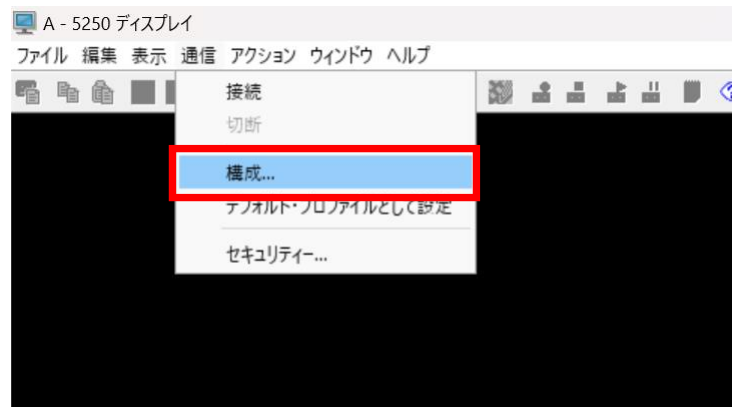 A - 5250 ディスプレイ
ファイル 編集 表示 通信 アクション ウィンドウ ヘルプ
接続
切断
構成...
デフォルト・プロファイルとして設定
セキュリティー...